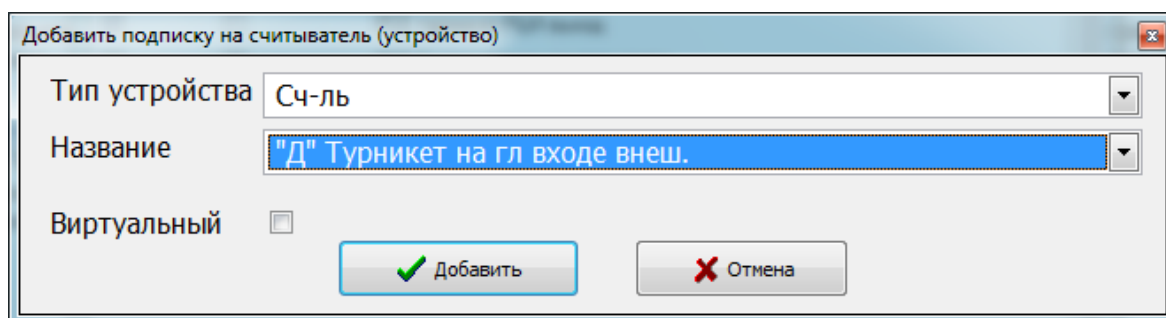 Добавить подписку на считыватель (устройство)
Тип устройства Сч-ль
Название "Д" Турникет на гл входе внеш.
Виртуальный
Добавить Отмена